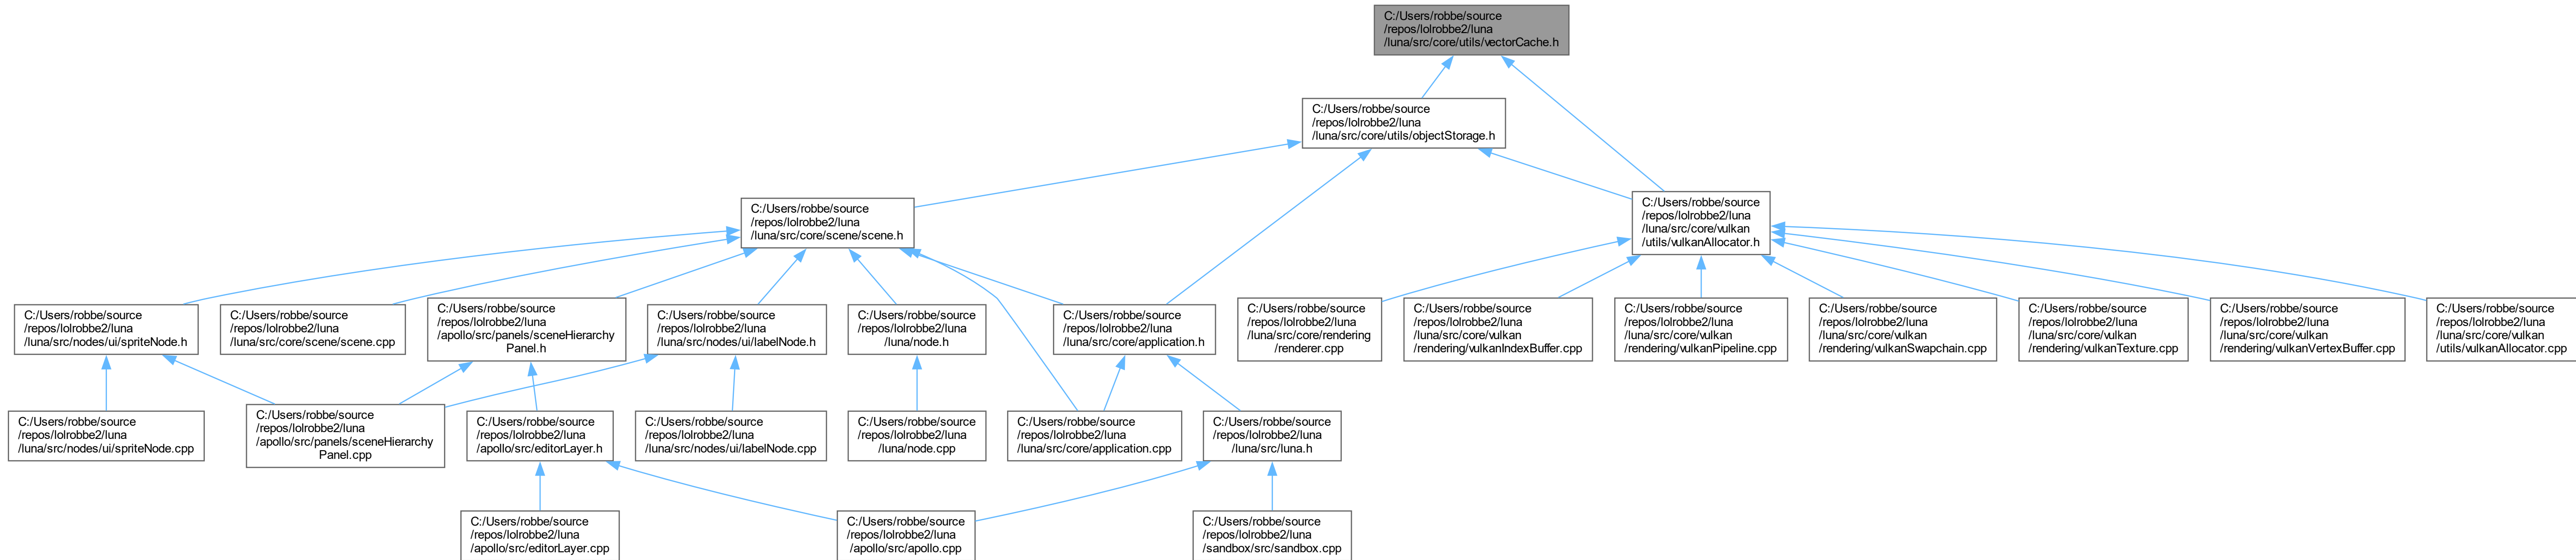 C:/Users/robbe/source
/repos/lolrobbe2/luna
/luna/src/core/utils/vectorCache.h
C:/Users/robbe/source
/repos/lolrobbe2/luna
/luna/src/core/utils/objectStorage.h
C:/Users/robbe/source
/repos/lolrobbe2/luna
/luna/src/core/scene/scene.h
C:/Users/robbe/source
/repos/lolrobbe2/luna
/luna/src/core/vulkan
/utils/vulkanAllocator.h
C:/Users/robbe/source
/repos/lolrobbe2/luna
/luna/src/nodes/ui/spriteNode.h
C:/Users/robbe/source
/repos/lolrobbe2/luna
/luna/src/core/scene/scene.cpp
C:/Users/robbe/source
/repos/lolrobbe2/luna
/apollo/src/panels/sceneHierarchy
Panel.h
C:/Users/robbe/source
/repos/lolrobbe2/luna
/luna/src/nodes/ui/labelNode.h
C:/Users/robbe/source
/repos/lolrobbe2/luna
/luna/node.h
C:/Users/robbe/source
/repos/lolrobbe2/luna
/luna/src/core/application.h
C:/Users/robbe/source
/repos/lolrobbe2/luna
/luna/src/core/rendering
/renderer.cpp
C:/Users/robbe/source
/repos/lolrobbe2/luna
/luna/src/core/vulkan
/rendering/vulkanIndexBuffer.cpp
C:/Users/robbe/source
/repos/lolrobbe2/luna
/luna/src/core/vulkan
/rendering/vulkanPipeline.cpp
C:/Users/robbe/source
/repos/lolrobbe2/luna
/luna/src/core/vulkan
/rendering/vulkanSwapchain.cpp
C:/Users/robbe/source
/repos/lolrobbe2/luna
/luna/src/core/vulkan
/rendering/vulkanTexture.cpp
C:/Users/robbe/source
/repos/lolrobbe2/luna
/luna/src/core/vulkan
/rendering/vulkanVertexBuffer.cpp
C:/Users/robbe/source
/repos/lolrobbe2/luna
/luna/src/core/vulkan
/utils/vulkanAllocator.cpp
C:/Users/robbe/source
/repos/lolrobbe2/luna
/luna/src/nodes/ui/spriteNode.cpp
C:/Users/robbe/source
/repos/lolrobbe2/luna
/apollo/src/panels/sceneHierarchy
Panel.cpp
C:/Users/robbe/source
/repos/lolrobbe2/luna
/apollo/src/editorLayer.h
C:/Users/robbe/source
/repos/lolrobbe2/luna
/luna/src/nodes/ui/labelNode.cpp
C:/Users/robbe/source
/repos/lolrobbe2/luna
/luna/node.cpp
C:/Users/robbe/source
/repos/lolrobbe2/luna
/luna/src/core/application.cpp
C:/Users/robbe/source
/repos/lolrobbe2/luna
/luna/src/luna.h
C:/Users/robbe/source
/repos/lolrobbe2/luna
/apollo/src/editorLayer.cpp
C:/Users/robbe/source
/repos/lolrobbe2/luna
/apollo/src/apollo.cpp
C:/Users/robbe/source
/repos/lolrobbe2/luna
/sandbox/src/sandbox.cpp